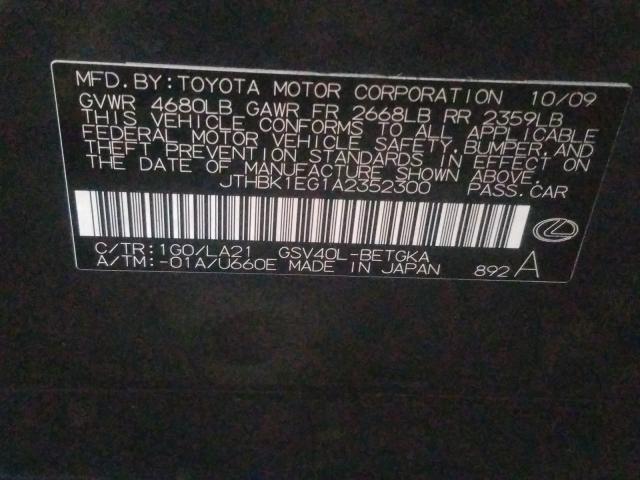 MFD. BY: TOYOTA MOTOR CORPORATION 10/09
GVWR 4680LB GAWR FR 2668LB RR 2359LB
THIS VEHICLE CONFORMS TO ALL APPLICABLE
FEDERAL MOTOR VEHICLE SAFETY, BUMPER, AND
THEFT PREVENTION STANDARDS IN EFFECT ON
THE DATE OF MANUFACTURE SHOWN ABOVE.
JTHBK1EG1A2352300 PASS. CAR
C/TR: 1G0/LA21 GSV40L-BETGKA
A/TM: -01A/U660E MADE IN JAPAN 892 A